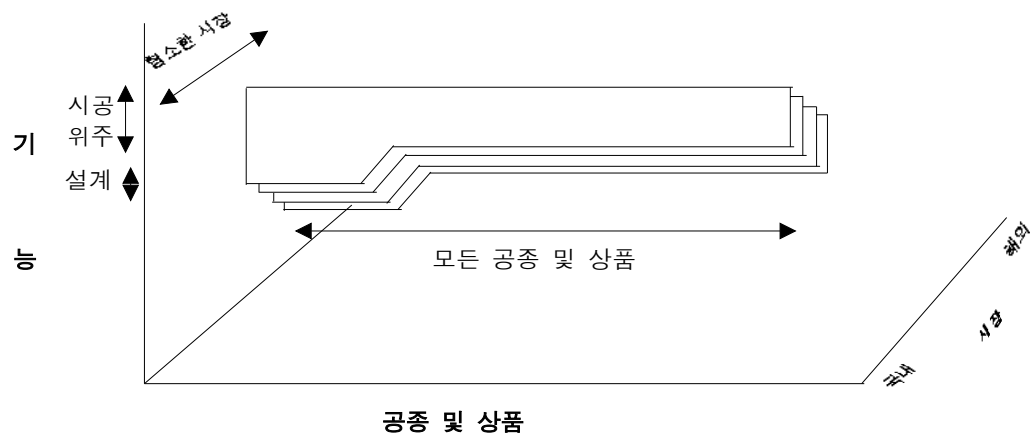 협소한 시장
시공
위주
기
설계
능
모든 공종 및 상품
해외
시장
국내
공종 및 상품